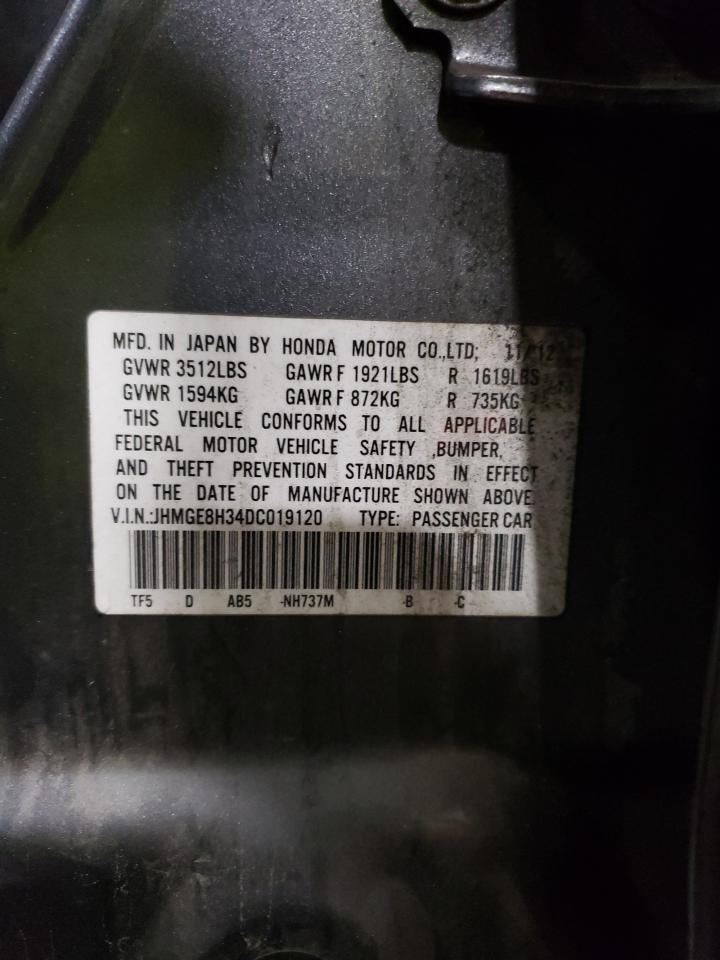 MFD. IN JAPAN BY HONDA MOTOR CO.,LTD; 11/12
GVWR 3512LBS GAWR F 1921LBS R 1619LBS
GVWR 1594KG GAWR F 872KG R 735KG
THIS VEHICLE CONFORMS TO ALL APPLICABLE
FEDERAL MOTOR VEHICLE SAFETY ,BUMPER,
AND THEFT PREVENTION STANDARDS IN EFFECT
ON THE DATE OF MANUFACTURE SHOWN ABOVE.
V.I.N.:JHMGE8H34DC019120 TYPE: PASSENGER CAR
TF5 D AB5 -NH737M -B -C